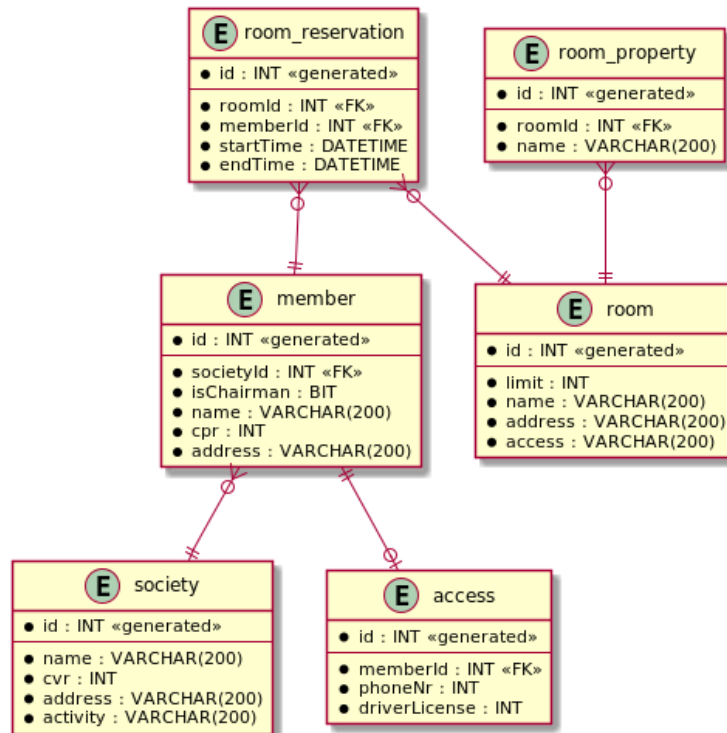 E room_reservation
id : INT «generated»
roomId : INT «FK»
memberId : INT «FK»
startTime : DATETIME
endTime : DATETIME
E room_property
id : INT «generated»
roomId : INT «FK»
name : VARCHAR(200)
E member
id : INT «generated»
societyId : INT «FK»
isChairman : BIT
name : VARCHAR(200)
cpr : INT
address : VARCHAR(200)
E room
id : INT «generated»
limit : INT
name : VARCHAR(200)
address : VARCHAR(200)
access : VARCHAR(200)
E society
id : INT «generated»
name : VARCHAR(200)
cvr : INT
address : VARCHAR(200)
activity : VARCHAR(200)
E access
id : INT «generated»
memberId : INT «FK»
phoneNr : INT
driverLicense : INT